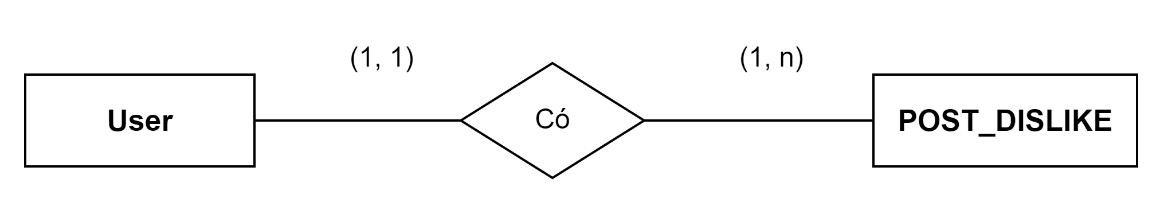 (1, 1)
(1, n)
User
Có
POST_DISLIKE